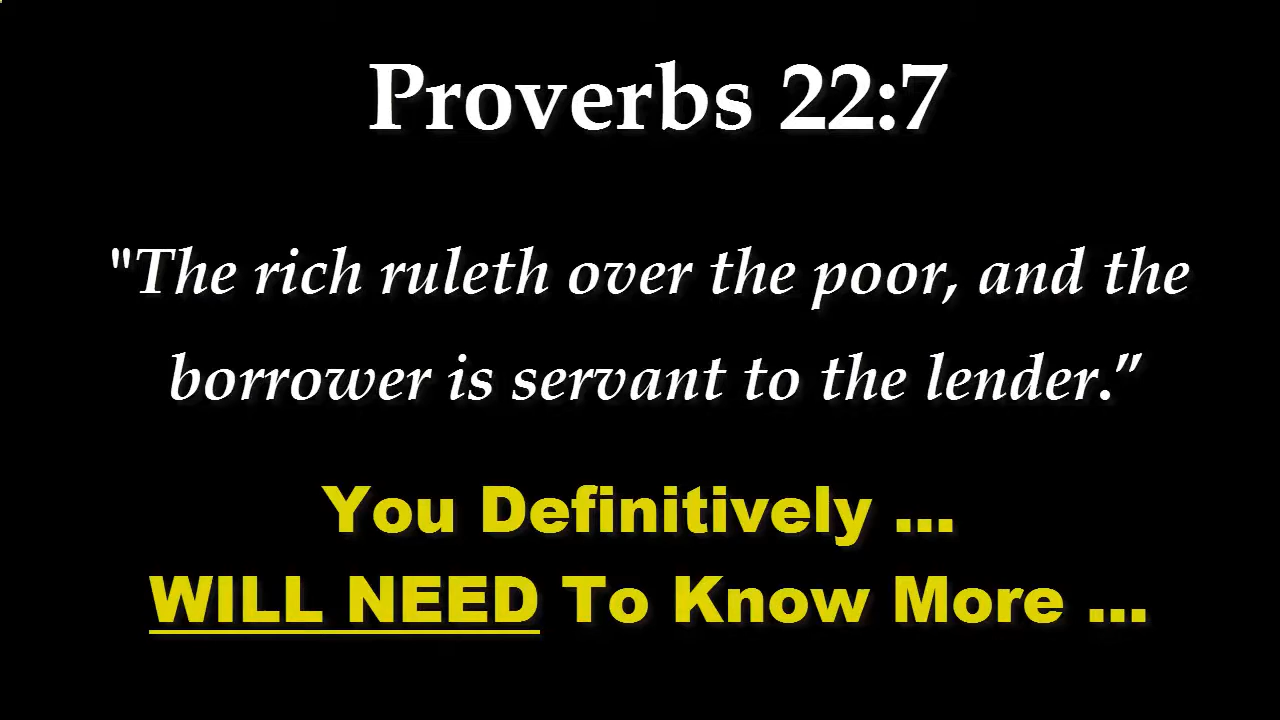 Proverbs 22:7
"The rich ruleth over the poor, and the
borrower is servant to the lender.”
You Definitively ...
WILL NEED To Know More ...